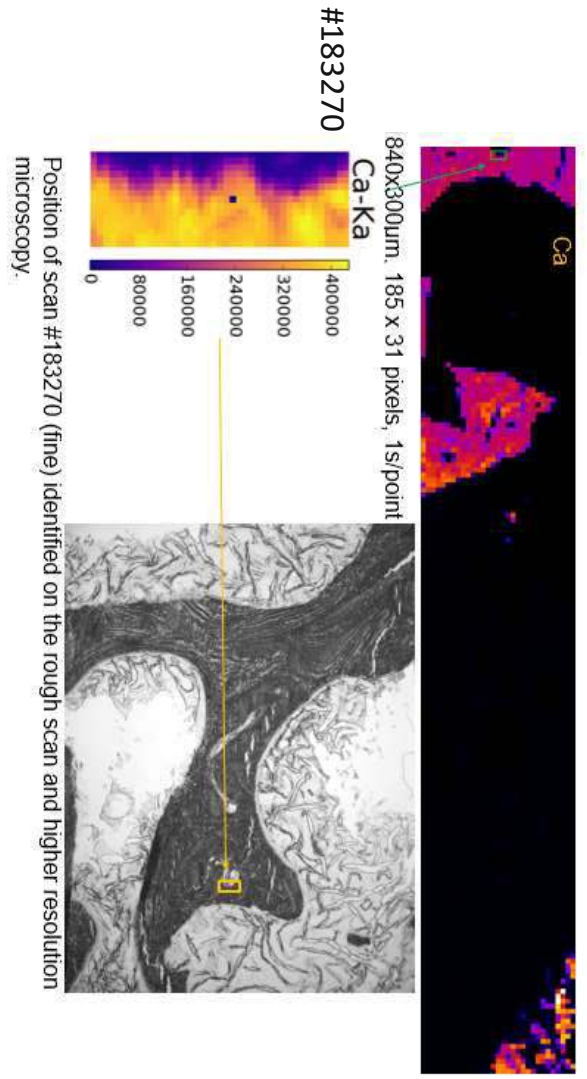 #183270
Ca
840X300µm. 185 x 31 pixels, 1s/point
Ca-Ka
0
80000
160000
240000
320000
400000
Position of scan #183270 (fine) identified on the rough scan and higher resolution
microscopy.